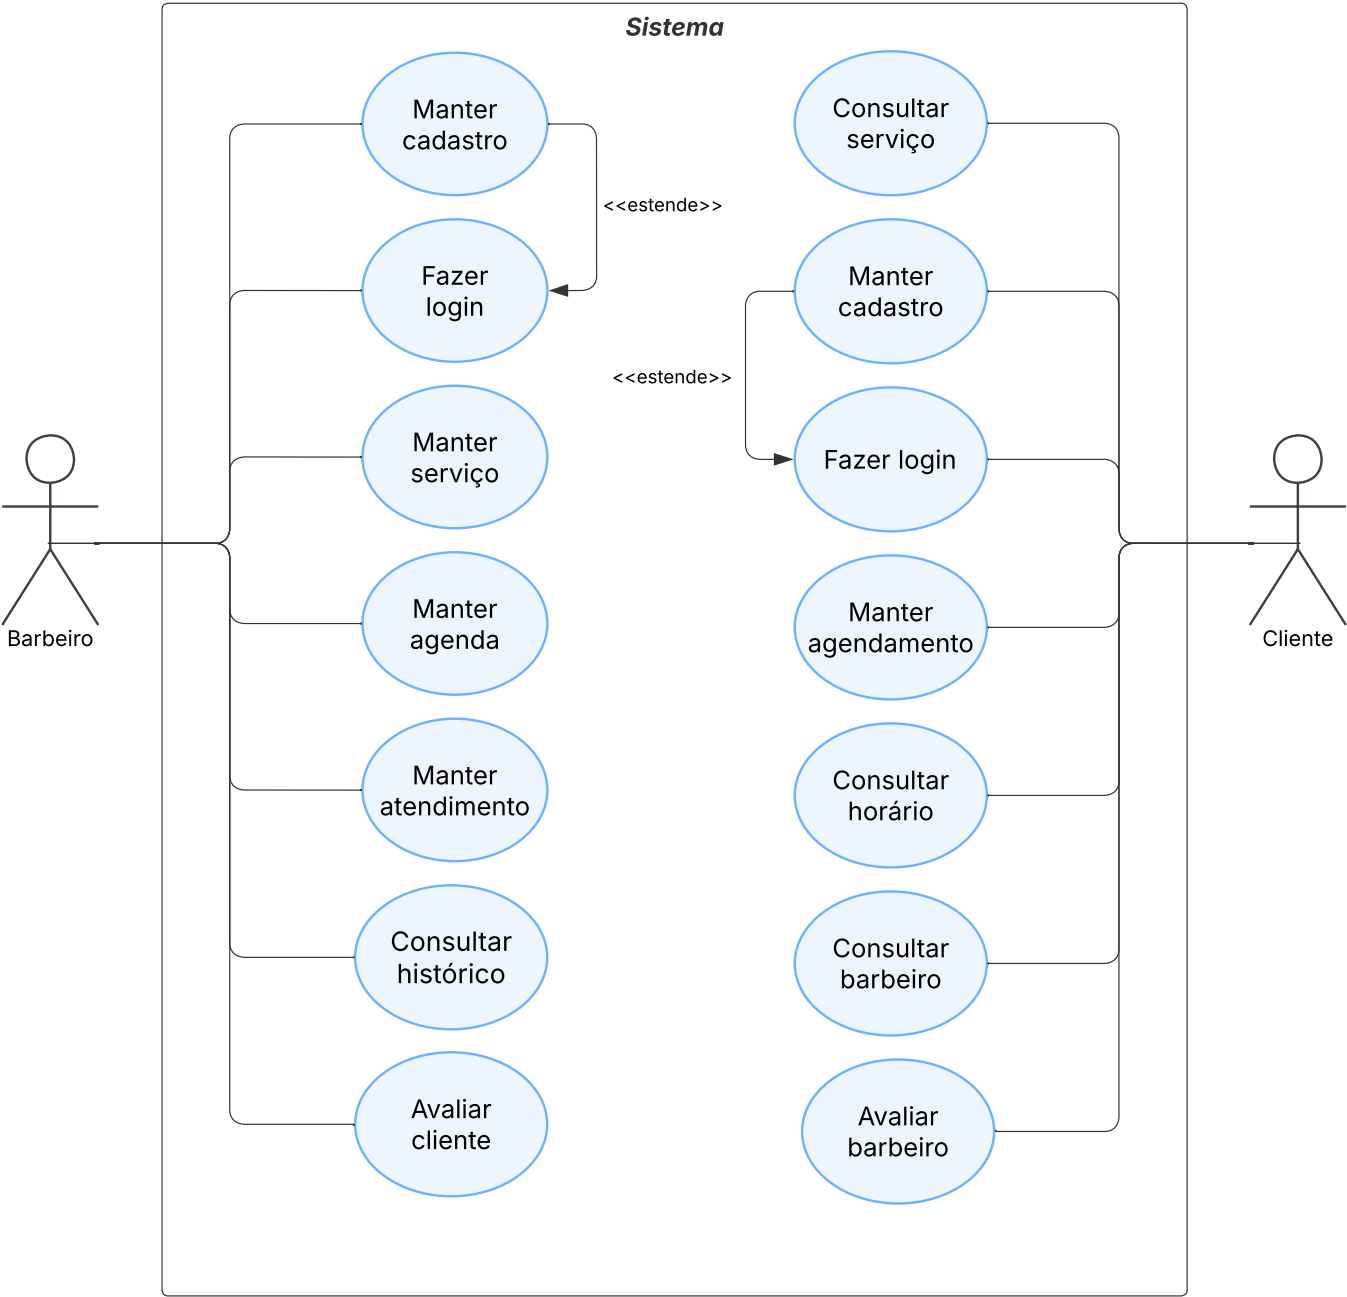 Sistema
Manter
cadastro
<<estende>>
Fazer
login
Manter
serviço
Manter
agenda
Manter
atendimento
Consultar
histórico
Avaliar
cliente
Barbeiro
Consultar
serviço
Manter
cadastro
<<estende>>
Fazer login
Manter
agendamento
Consultar
horário
Consultar
barbeiro
Avaliar
barbeiro
Cliente